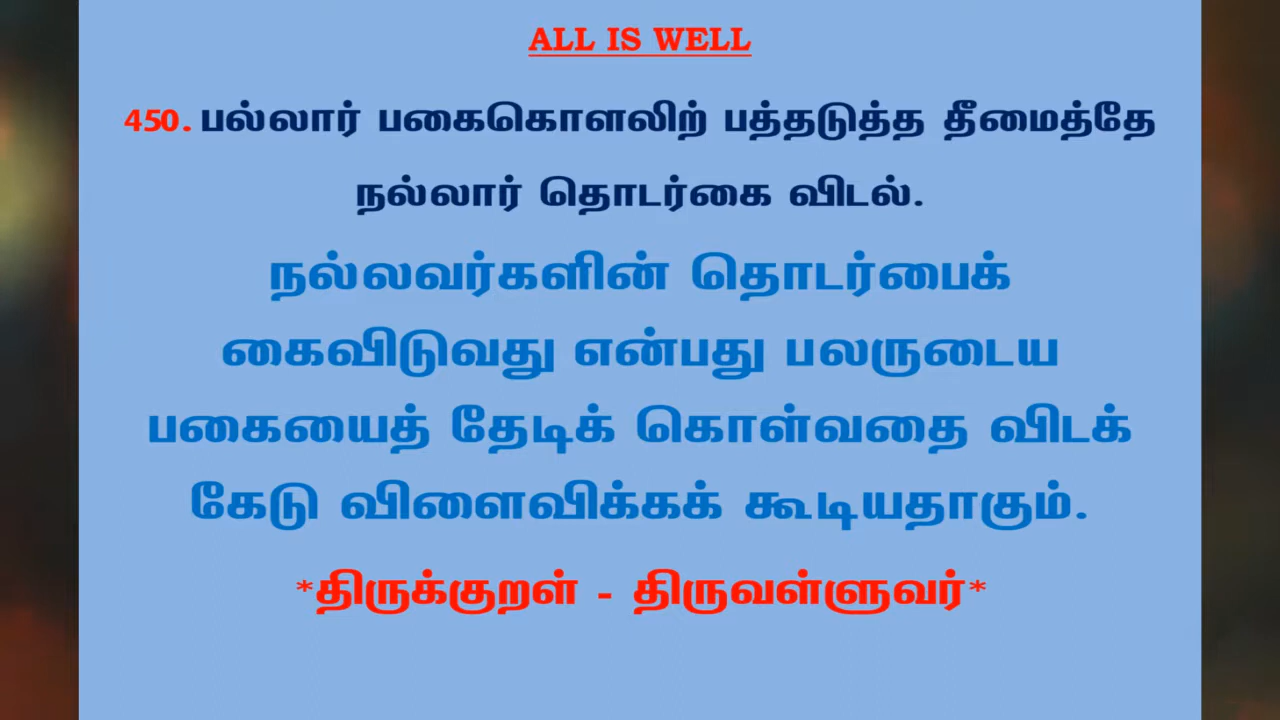 ALL IS WELL
450. பல்லார் பகைகொளலிற் பத்தடுத்த தீமைத்தே
நல்லார் தொடர்கை விடல்.
நல்லவர்களின் தொடர்பைக்
கைவிடுவது என்பது பலருடைய
பகையைத் தேடிக் கொள்வதை விடக்
கேடு விளைவிக்கக் கூடியதாகும்.
*திருக்குறள் - திருவள்ளுவர்*